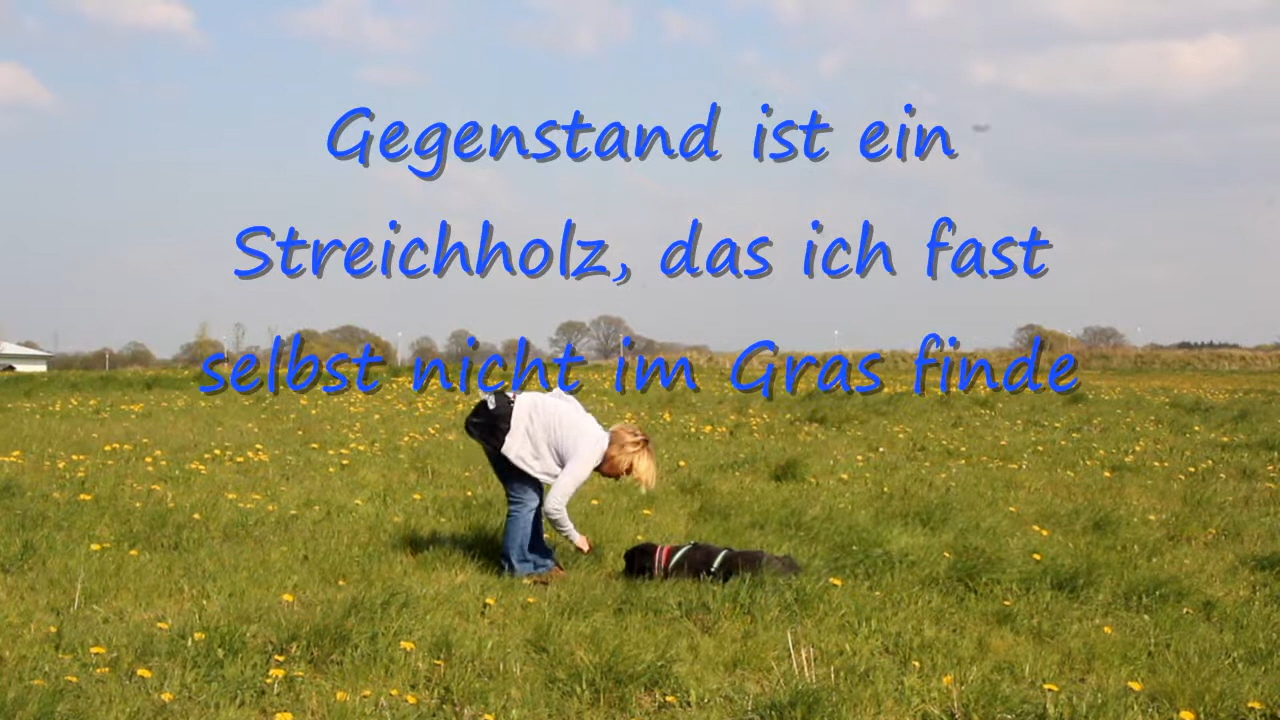 Gegenstand ist ein
Streichholz, das ich fast
selbst nicht im Gras finde